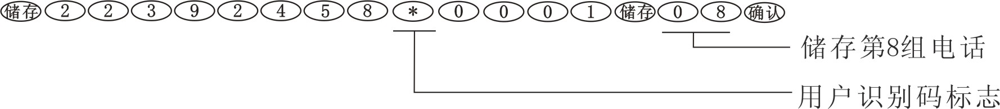 储存 2 2 3 9 2 4 5 8 * 0 0 0 1 储存 0 8 确认
储存第8组电话
用户识别码标志